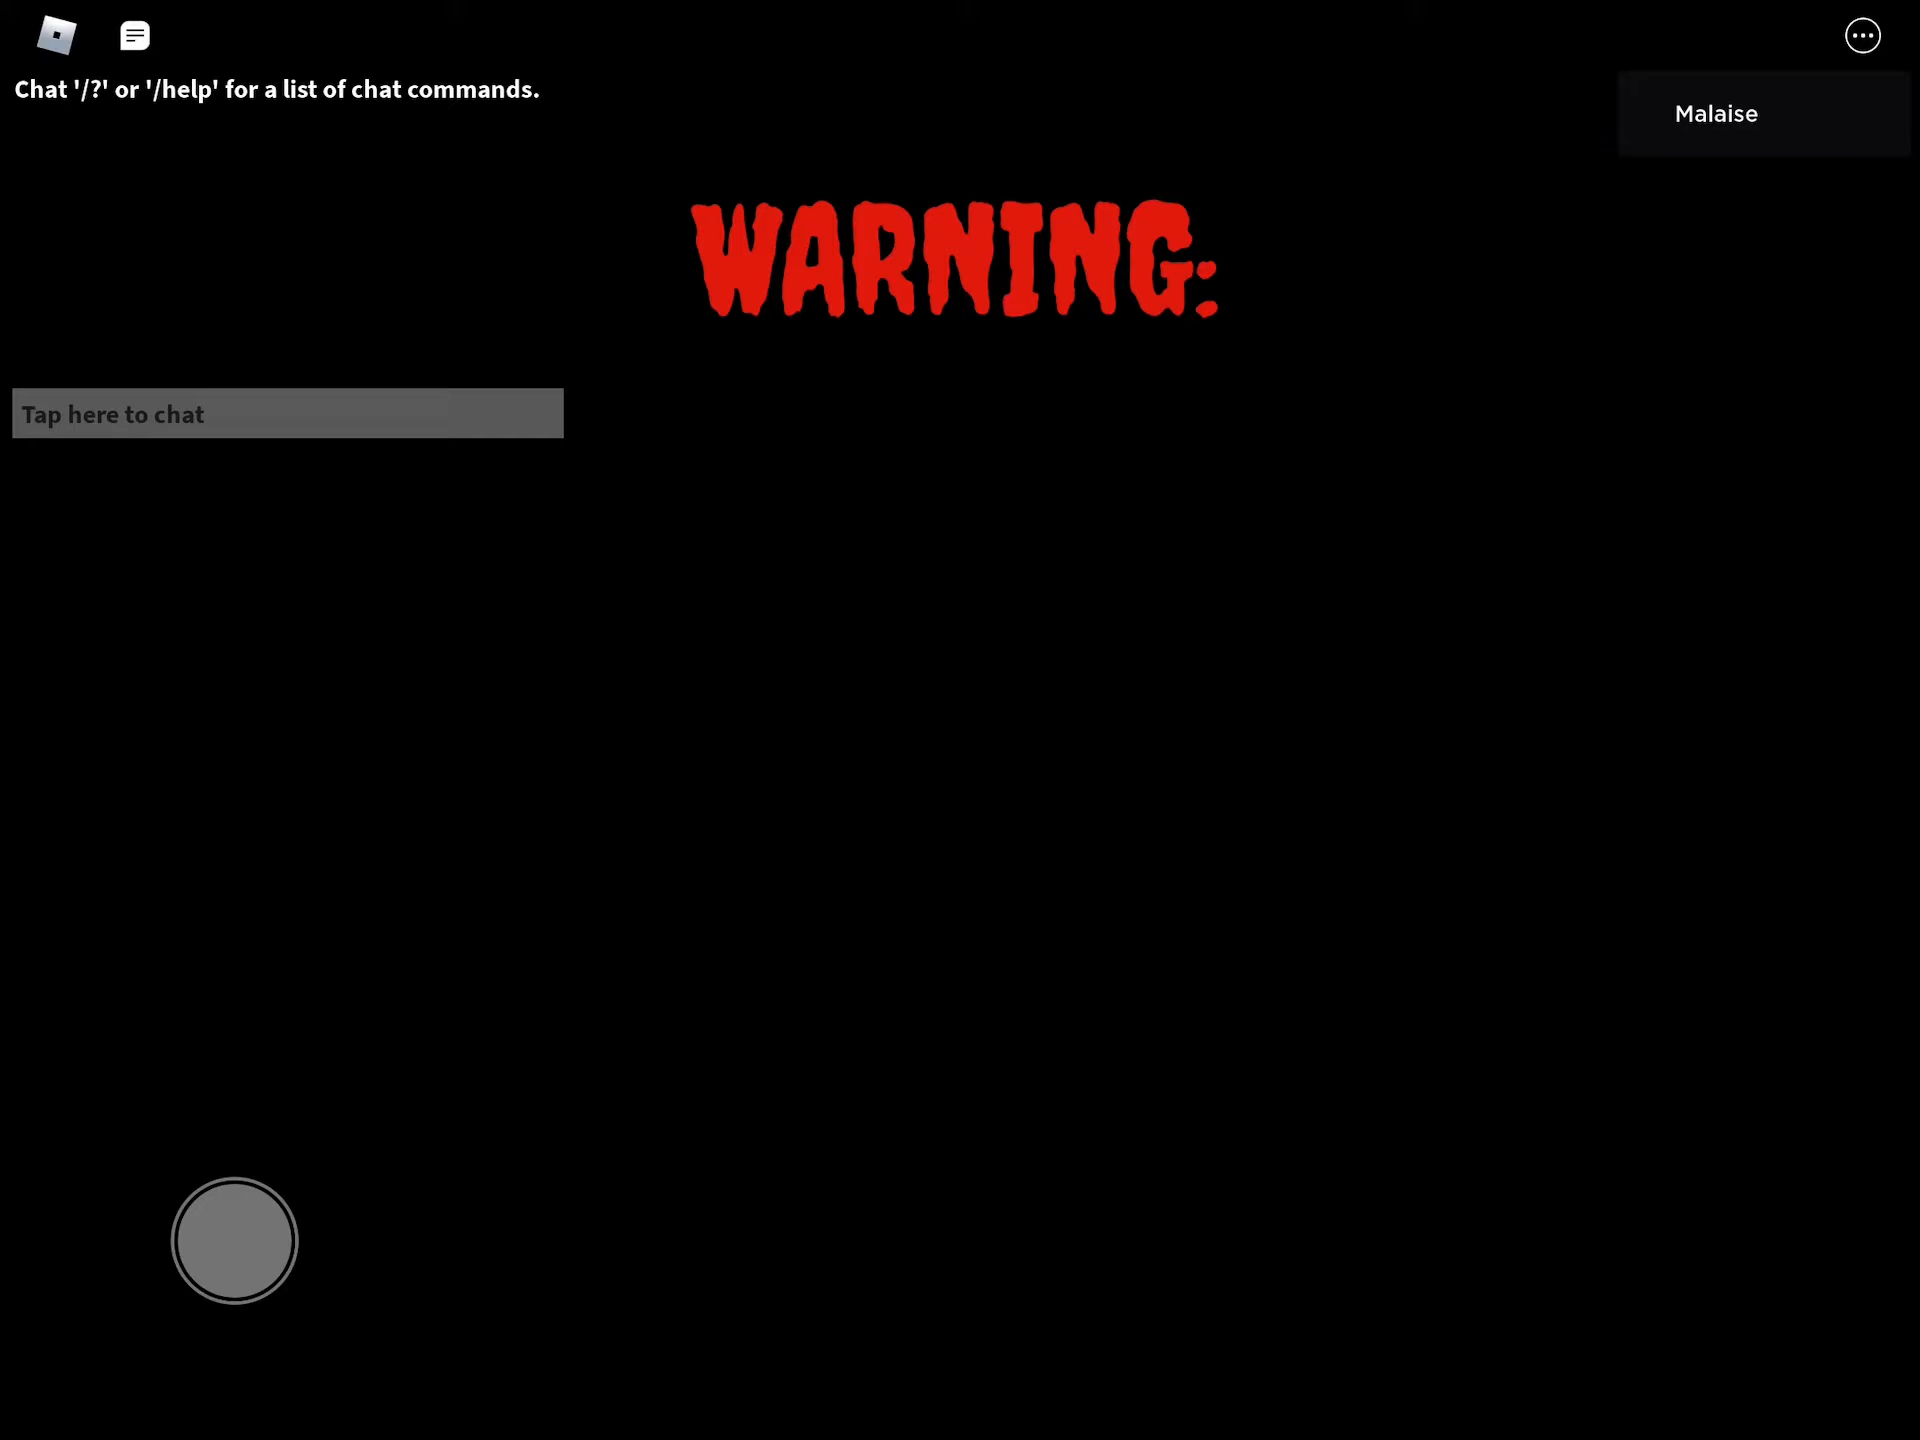 Chat '/?' or '/help' for a list of chat commands.
Malaise
WARNING:
Tap here to chat